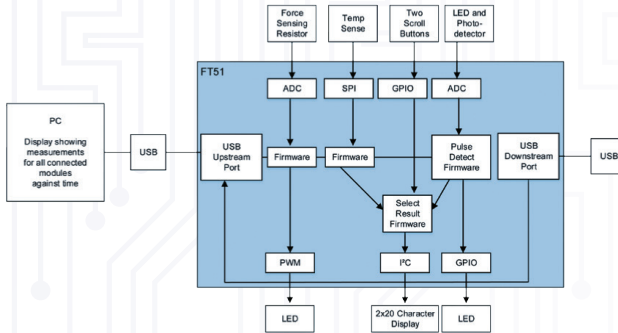 Force
Sensing
Resistor
Temp
Sense
Two
Scroll
Buttons
LED and
Photo-
detector
FT51
ADC
SPI
GPIO
ADC
PC
Display showing
measurements
for all connected
modules
against time
USB
USB
Upstream
Port
Firmware
Firmware
Pulse
Detect
Firmware
USB
Downstream
Port
USB
Select
Result
Firmware
PWM
I²C
GPIO
LED
2x20 Character
Display
LED